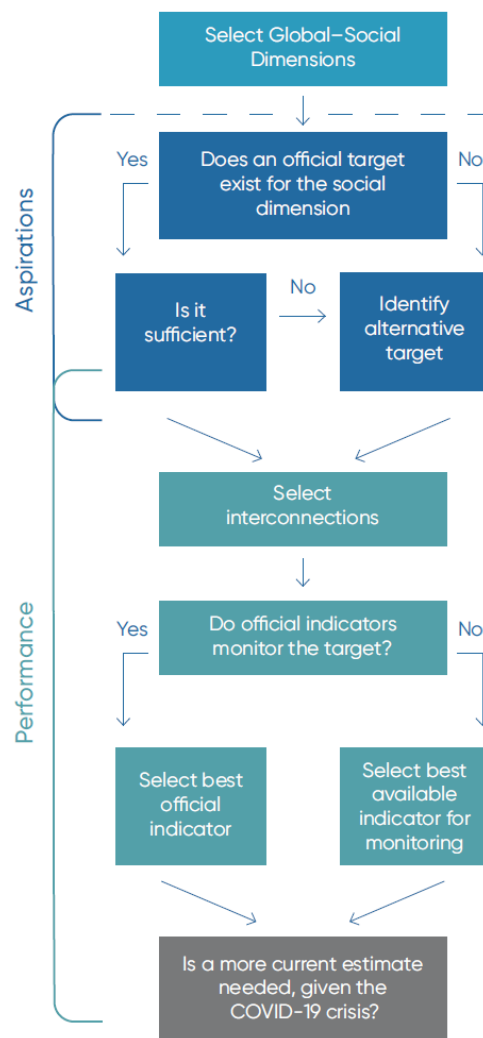 Select Global–Social
Dimensions
Aspirations
Yes
Does an official target
exist for the social
dimension
No
Is it
sufficient?
No
Identify
alternative
target
Select
interconnections
Performance
Yes
Do official indicators
monitor the target?
No
Select best
official
indicator
Select best
available
indicator for
monitoring
Is a more current estimate
needed, given the
COVID-19 crisis?